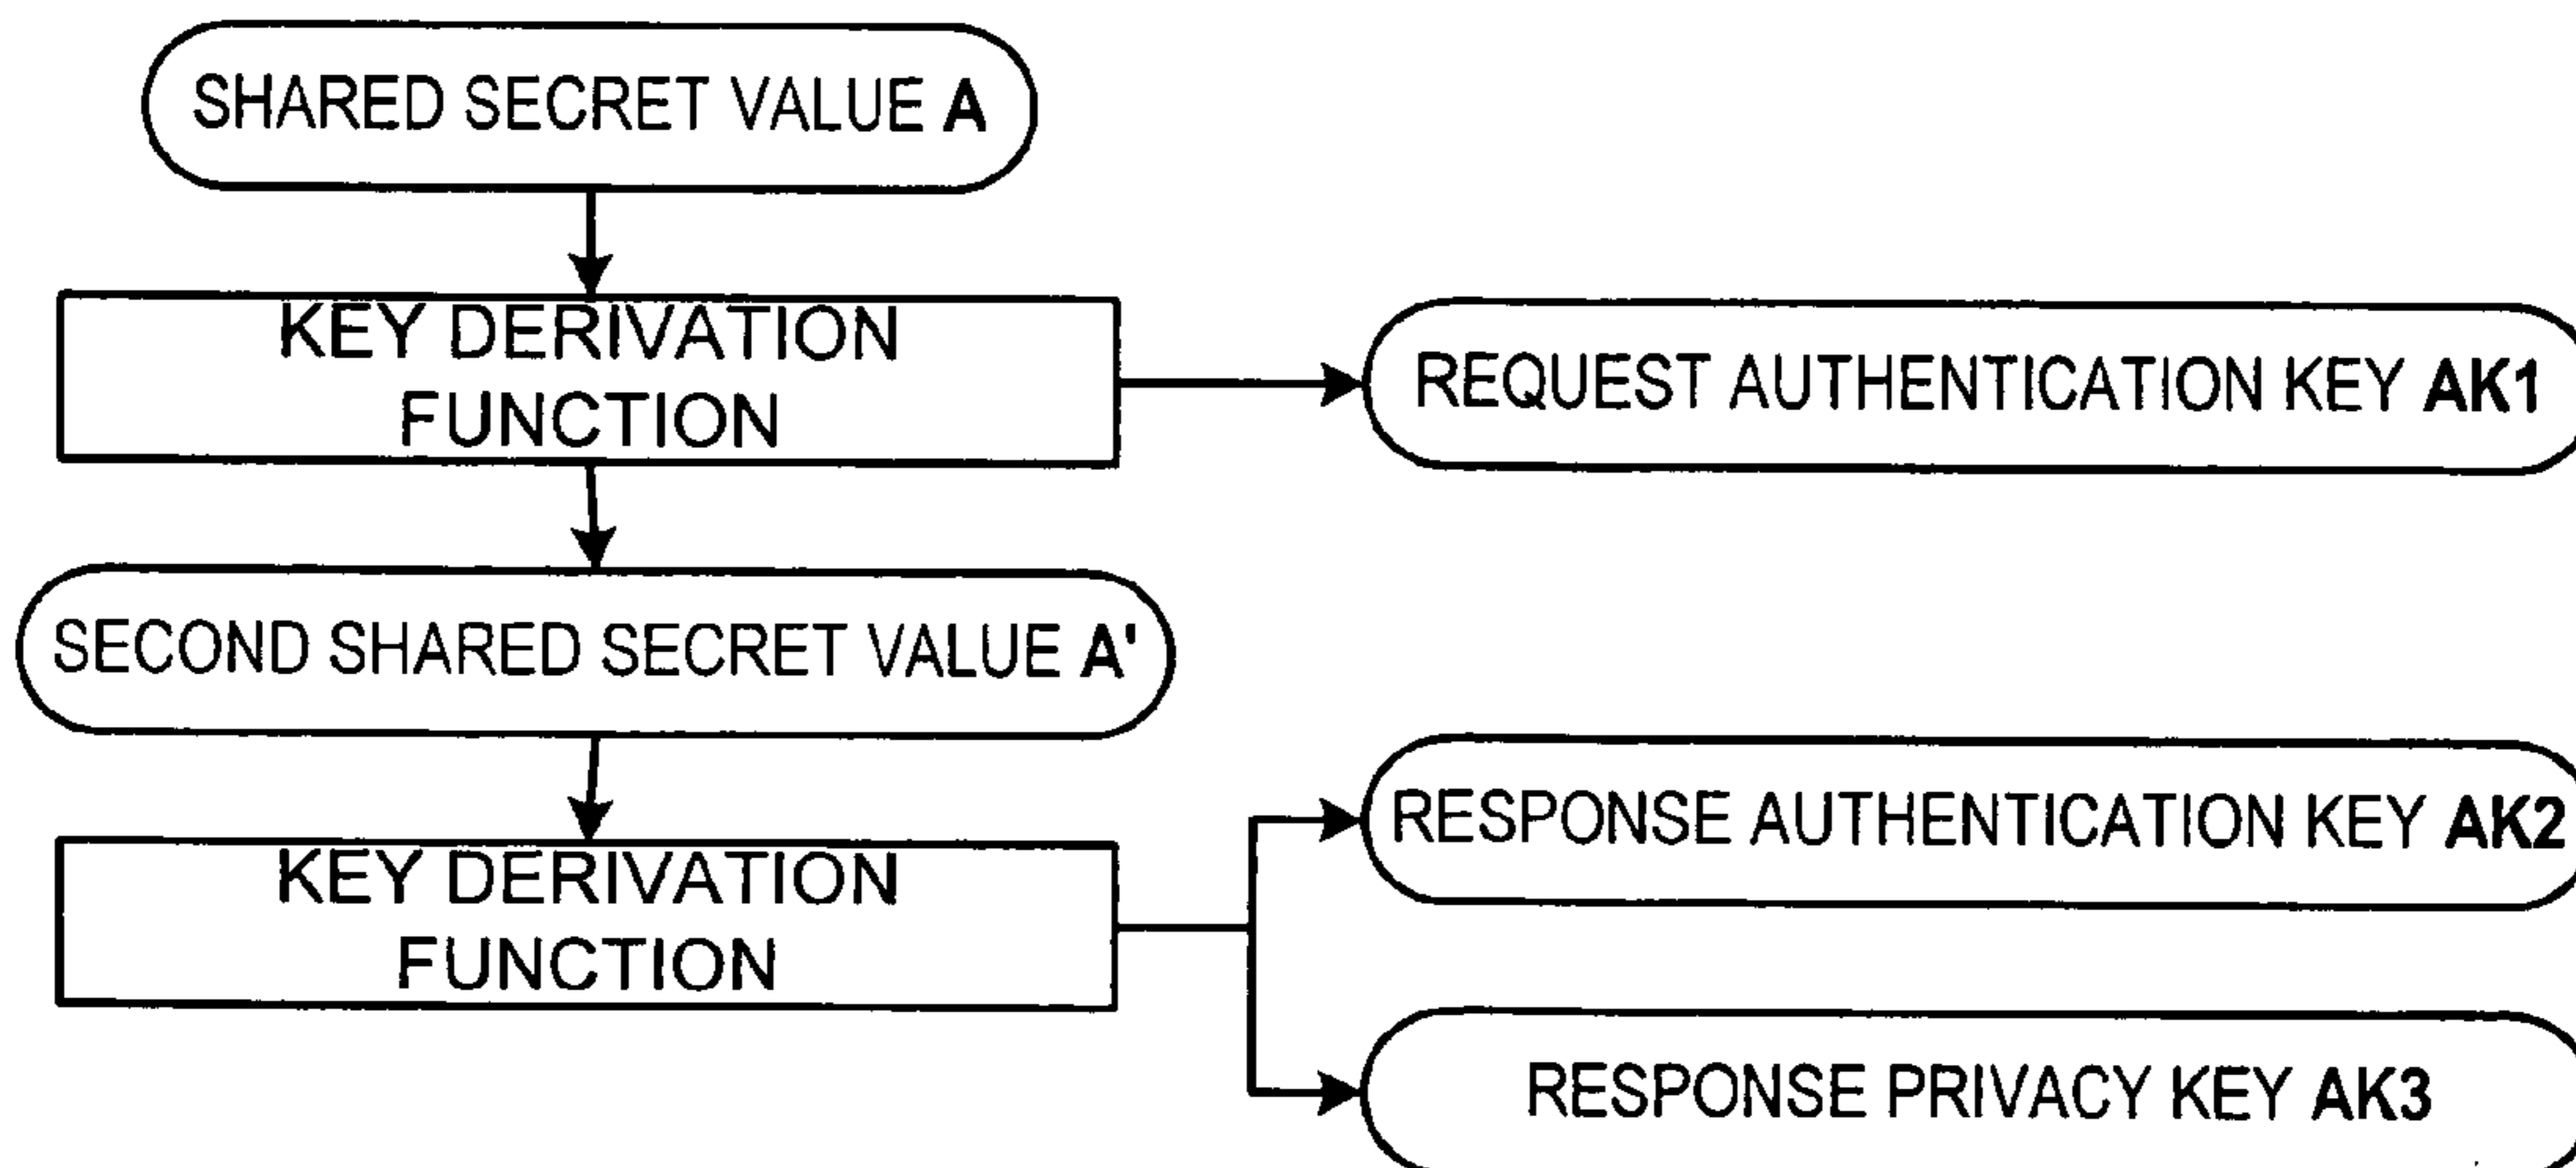 SHARED SECRET VALUE A
KEY DERIVATION
FUNCTION
REQUEST AUTHENTICATION KEY AK1
SECOND SHARED SECRET VALUE A'
KEY DERIVATION
FUNCTION
RESPONSE AUTHENTICATION KEY AK2
RESPONSE PRIVACY KEY AK3